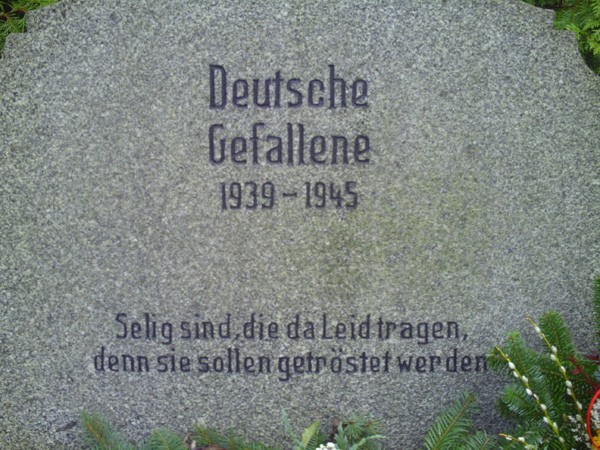 Deutsche
Gefallene
1939 – 1945
Selig sind, die da Leid tragen,
denn sie sollen getröstet werden